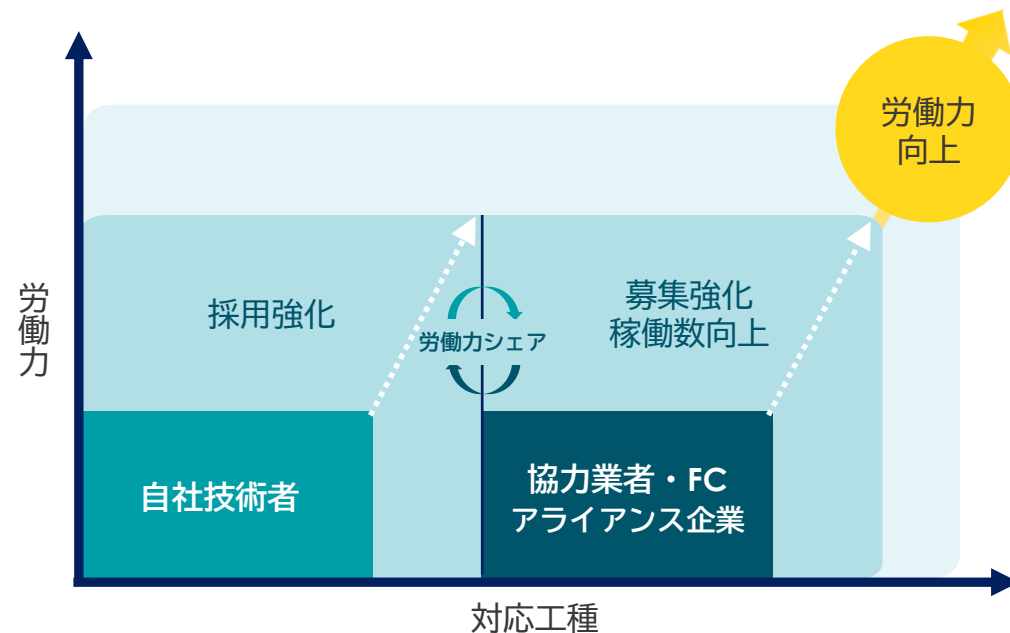 労働力
向上
労働力
採用強化
募集強化
稼働数向上
労働力シェア
自社技術者
協力業者・FC
アライアンス企業
対応工種